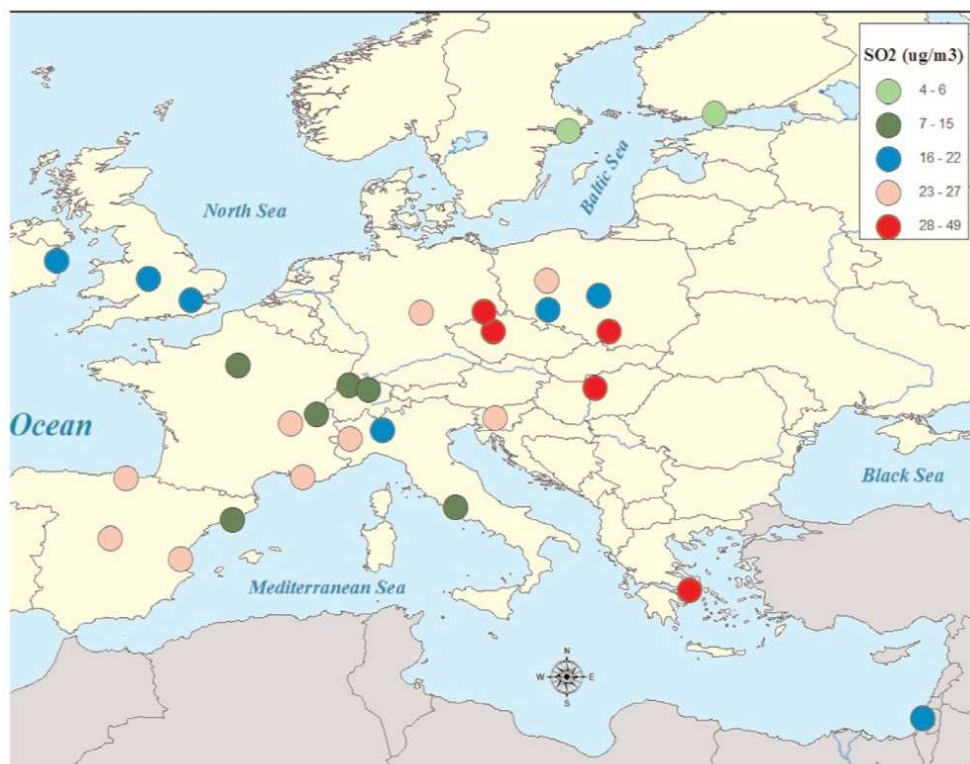 SO2 (ug/m3)
4 - 6
7 - 15
16 - 22
23 - 27
28 - 49
North Sea
Baltic Sea
Ocean
Black Sea
Mediterranean Sea
N
W E
S